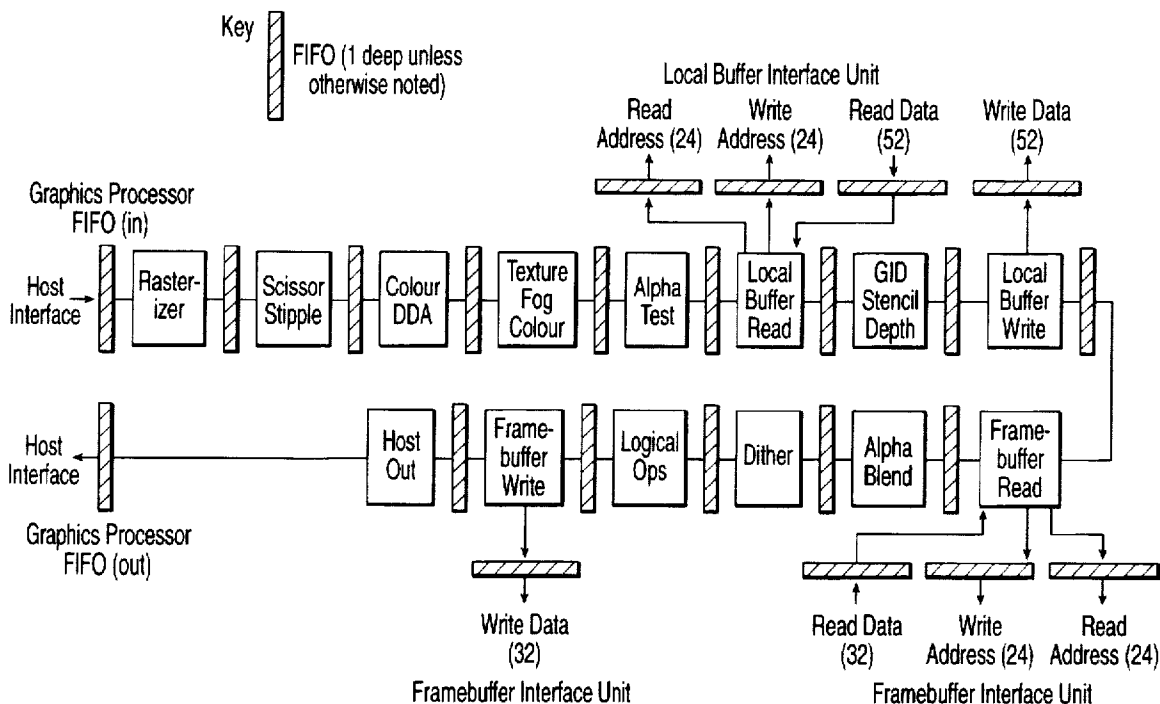 Key
FIFO (1 deep unless
otherwise noted)
Local Buffer Interface Unit
Read
Address (24)
Write
Address (24)
Read Data
(52)
Write Data
(52)
Graphics Processor
FIFO (in)
Host
Interface
Raster-
izer
Scissor
Stipple
Colour
DDA
Texture
Fog
Colour
Alpha
Test
Local
Buffer
Read
GID
Stencil
Depth
Local
Buffer
Write
Host
Interface
Host
Out
Frame-
buffer
Write
Logical
Ops
Dither
Alpha
Blend
Frame-
buffer
Read
Graphics Processor
FIFO (out)
Write Data
(32)
Read Data
(32)
Write
Address (24)
Read
Address (24)
Framebuffer Interface Unit
Framebuffer Interface Unit